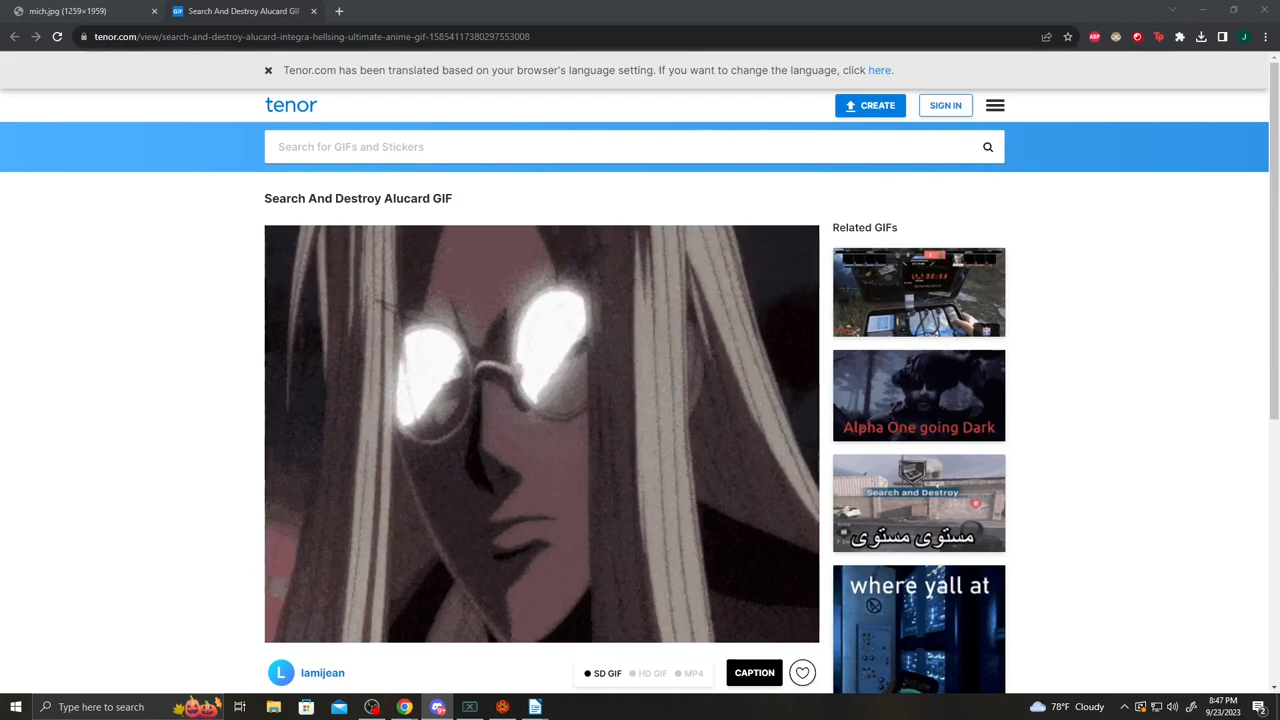 mich.jpg (1259×1959)
GIF
Search And Destroy Alucard GIF
tenor.com/view/search-and-destroy-alucard-integra-hellsing-ultimate-anime-gif-15854117380297553008
ASP
Tp
J
Tenor.com has been translated based on your browser's language setting. If you want to change the language, click here.
tenor
CREATE
SIGN IN
Search for GIFs and Stickers
Search And Destroy Alucard GIF
Related GIFs
Alpha One going Dark
Search and Destroy
مستوى مستوى
where yall at
L
lamijean
SD GIF
HD GIF
MP4
CAPTION
Type here to search
78°F Cloudy
8:47 PM
9/23/2023
2